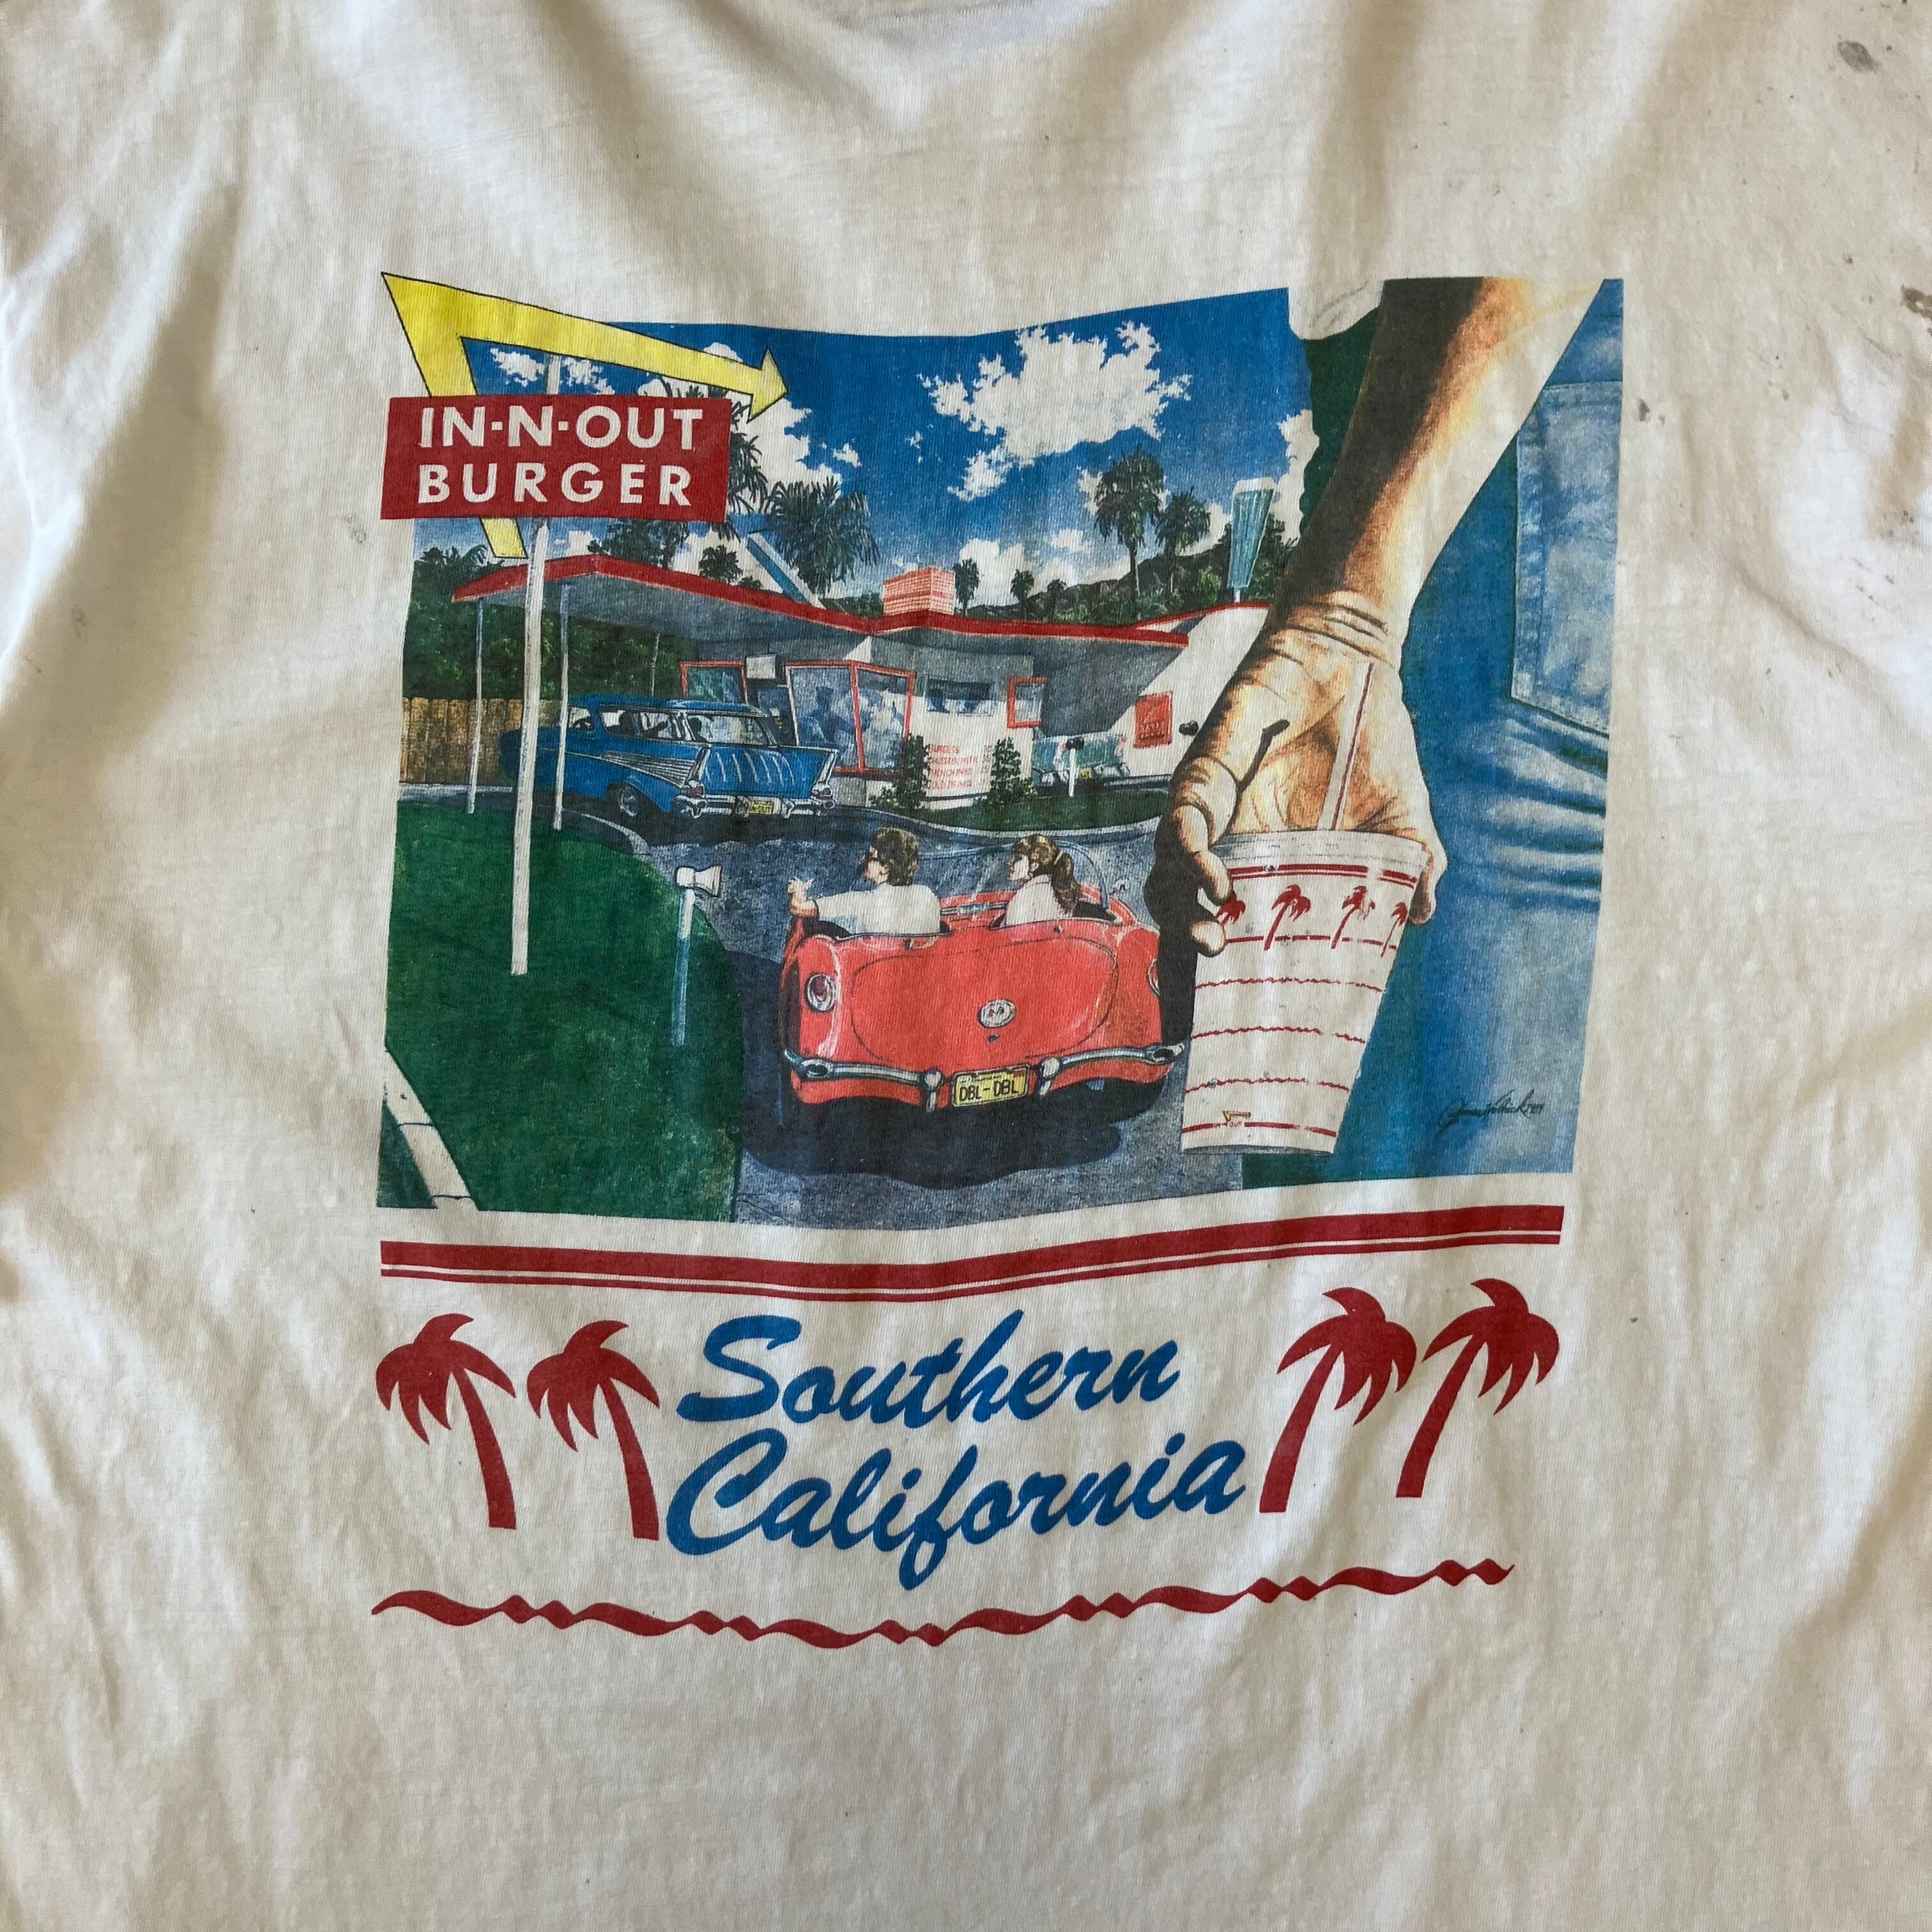 IN-N-OUT
BURGER
DBL-DBL
Southern
California